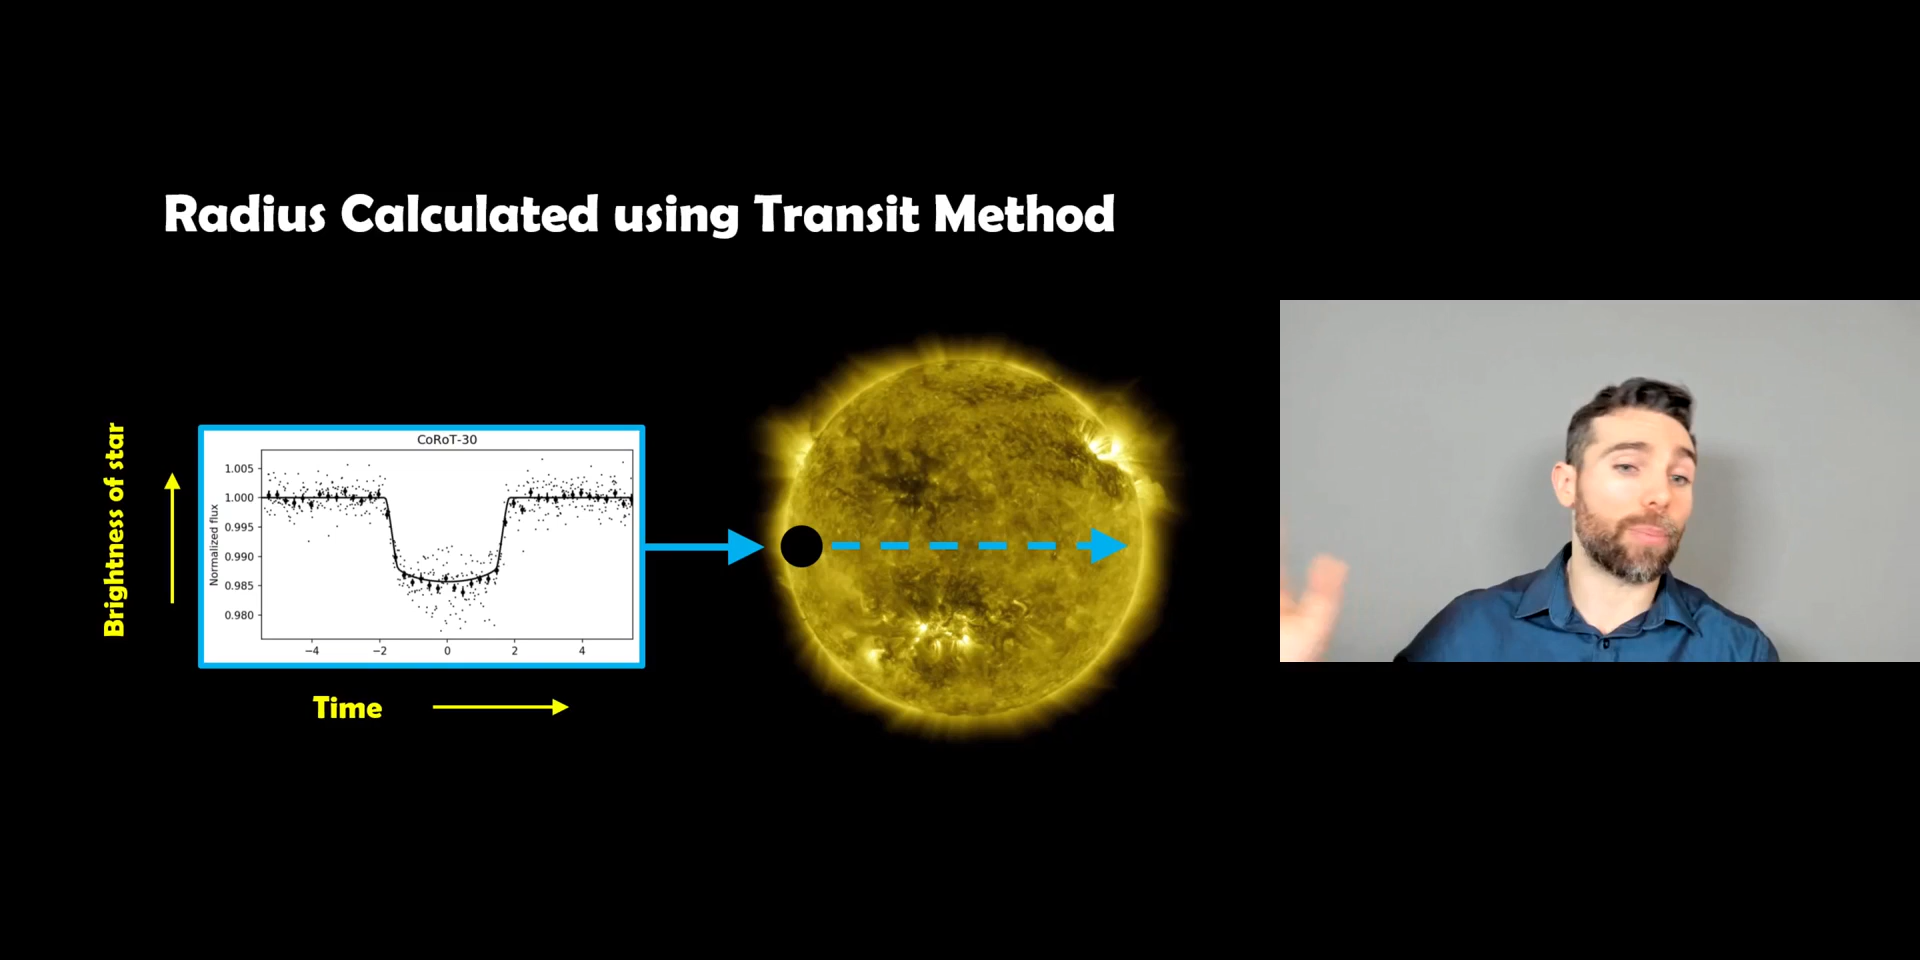 Radius Calculated using Transit Method
Brightness of star
CoRoT-30
1.005
1.000
0.995
0.990
0.985
0.980
Normalized flux
−4
−2
0
2
4
Time